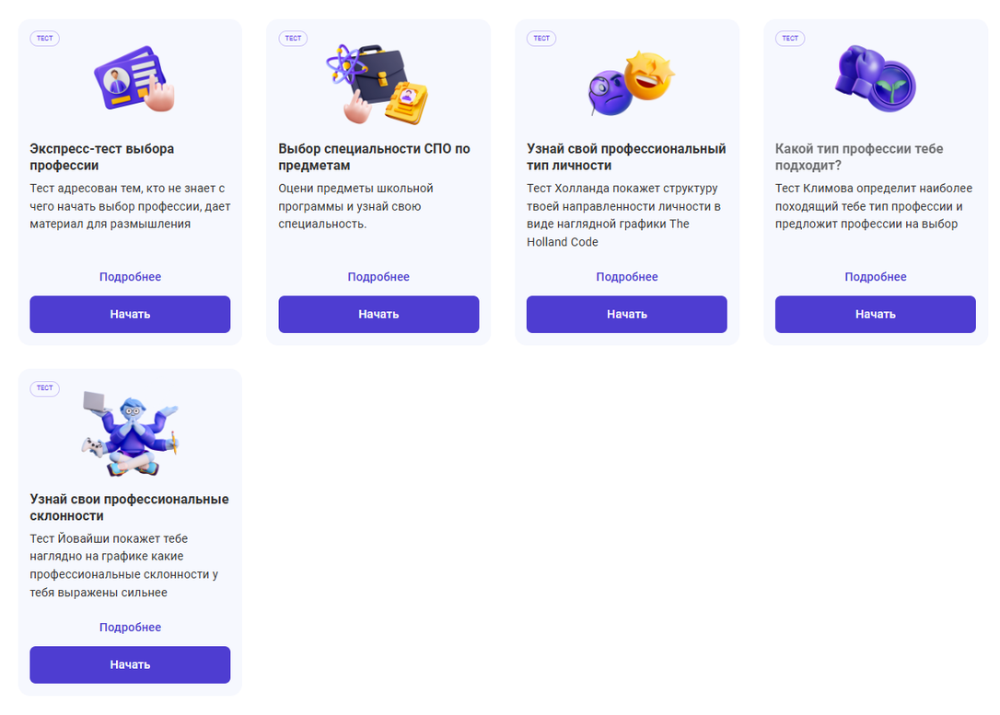 ТЕСТ
Экспресс-тест выбора
профессии
Тест адресован тем, кто не знает с
чего начать выбор профессии, дает
материал для размышления
Подробнее
Начать
ТЕСТ
Выбор специальности СПО по
предметам
Оцени предметы школьной
программы и узнай свою
специальность.
Подробнее
Начать
ТЕСТ
Узнай свой профессиональный
тип личности
Тест Холланда покажет структуру
твоей направленности личности в
виде наглядной графики The
Holland Code
Подробнее
Начать
ТЕСТ
Какой тип профессии тебе
подходит?
Тест Климова определит наиболее
походящий тебе тип профессии и
предложит профессии на выбор
Подробнее
Начать
ТЕСТ
Узнай свои профессиональные
склонности
Тест Йовайши покажет тебе
наглядно на графике какие
профессиональные склонности у
тебя выражены сильнее
Подробнее
Начать